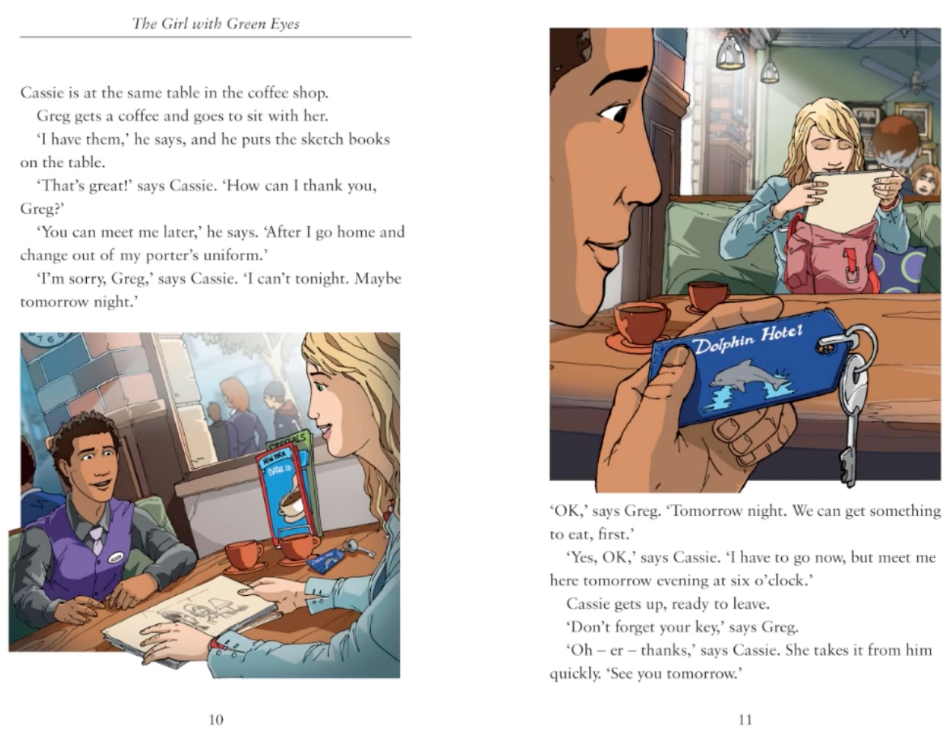 The Girl with Green Eyes
Cassie is at the same table in the coffee shop.
Greg gets a coffee and goes to sit with her.
‘I have them,’ he says, and he puts the sketch books
on the table.
‘That’s great!’ says Cassie. ‘How can I thank you,
Greg?’
‘You can meet me later,’ he says. ‘After I go home and
change out of my porter’s uniform.’
‘I’m sorry, Greg,’ says Cassie. ‘I can’t tonight. Maybe
tomorrow night.’
SPECIALS
NEW YORK
10
Dolphin Hotel
‘OK,’ says Greg. ‘Tomorrow night. We can get something
to eat, first.’
‘Yes, OK,’ says Cassie. ‘I have to go now, but meet me
here tomorrow evening at six o’clock.’
Cassie gets up, ready to leave.
‘Don’t forget your key,’ says Greg.
‘Oh – er – thanks,’ says Cassie. She takes it from him
quickly. ‘See you tomorrow.’
11